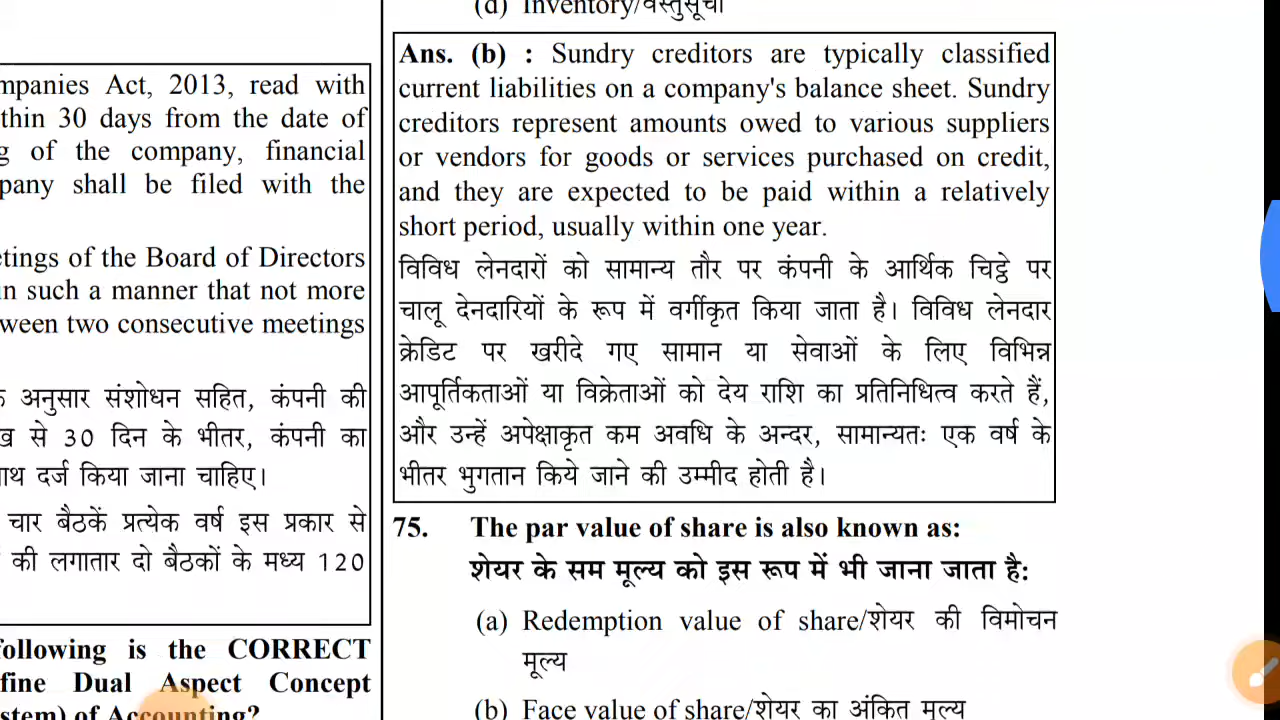 mpanies Act, 2013, read with
thin 30 days from the date of
g of the company, financial
pany shall be filed with the
etings of the Board of Directors
in such a manner that not more
ween two consecutive meetings
के अनुसार संशोधन सहित, कंपनी की
ख से 30 दिन के भीतर, कंपनी का
ाथ दर्ज किया जाना चाहिए।
चार बैठकें प्रत्येक वर्ष इस प्रकार से
की लगातार दो बैठकों के मध्य 120
following is the CORRECT
fine Dual Aspect Concept
stem) of Accounting?
(d) Inventory/वस्तुसूची
Ans. (b) : Sundry creditors are typically classified
current liabilities on a company's balance sheet. Sundry
creditors represent amounts owed to various suppliers
or vendors for goods or services purchased on credit,
and they are expected to be paid within a relatively
short period, usually within one year.
विविध लेनदारों को सामान्य तौर पर कंपनी के आर्थिक चिट्ठे पर
चालू देनदारियों के रूप में वर्गीकृत किया जाता है। विविध लेनदार
क्रेडिट पर खरीदे गए सामान या सेवाओं के लिए विभिन्न
आपूर्तिकताओं या विक्रेताओं को देय राशि का प्रतिनिधित्व करते हैं,
और उन्हें अपेक्षाकृत कम अवधि के अन्दर, सामान्यतः एक वर्ष के
भीतर भुगतान किये जाने की उम्मीद होती है।
75. The par value of share is also known as:
शेयर के सम मूल्य को इस रूप में भी जाना जाता है:
(a) Redemption value of share/शेयर की विमोचन
मूल्य
(b) Face value of share/शेयर का अंकित मूल्य